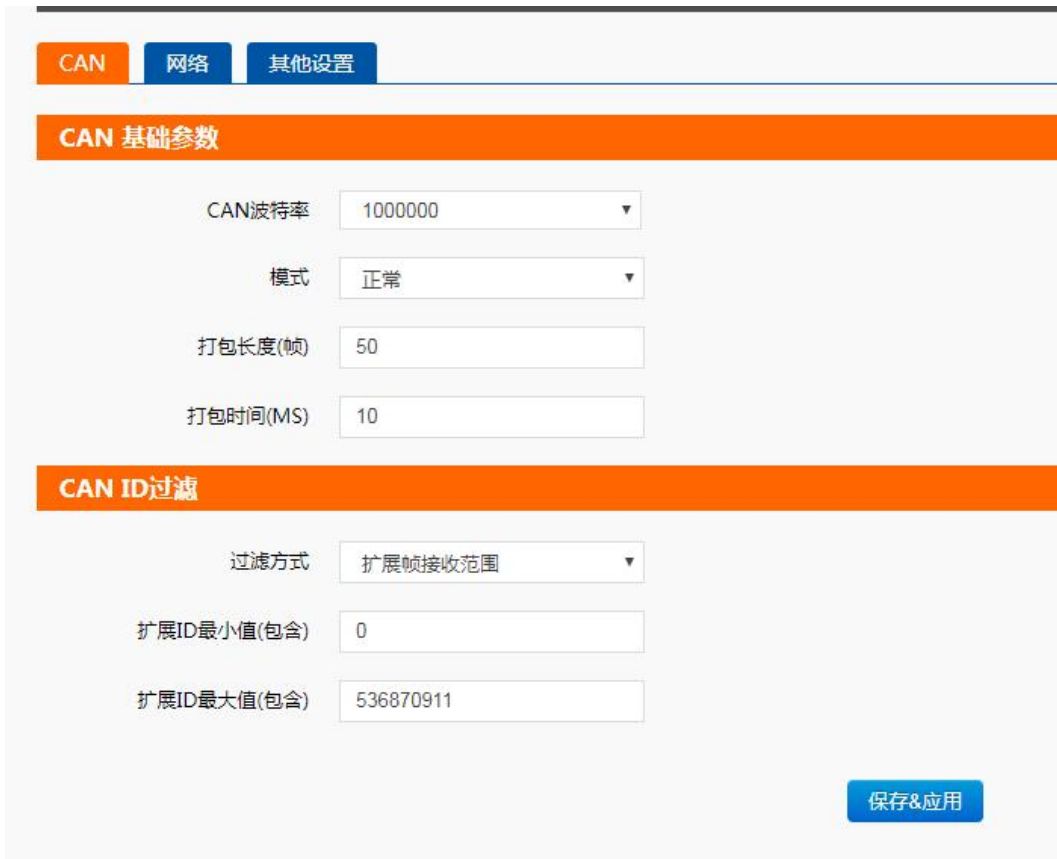 CAN 网络 其他设置
CAN 基础参数
CAN波特率 1000000
模式 正常
打包长度(帧) 50
打包时间(MS) 10
CAN ID过滤
过滤方式 扩展帧接收范围
扩展ID最小值(包含) 0
扩展ID最大值(包含) 536870911
保存&应用